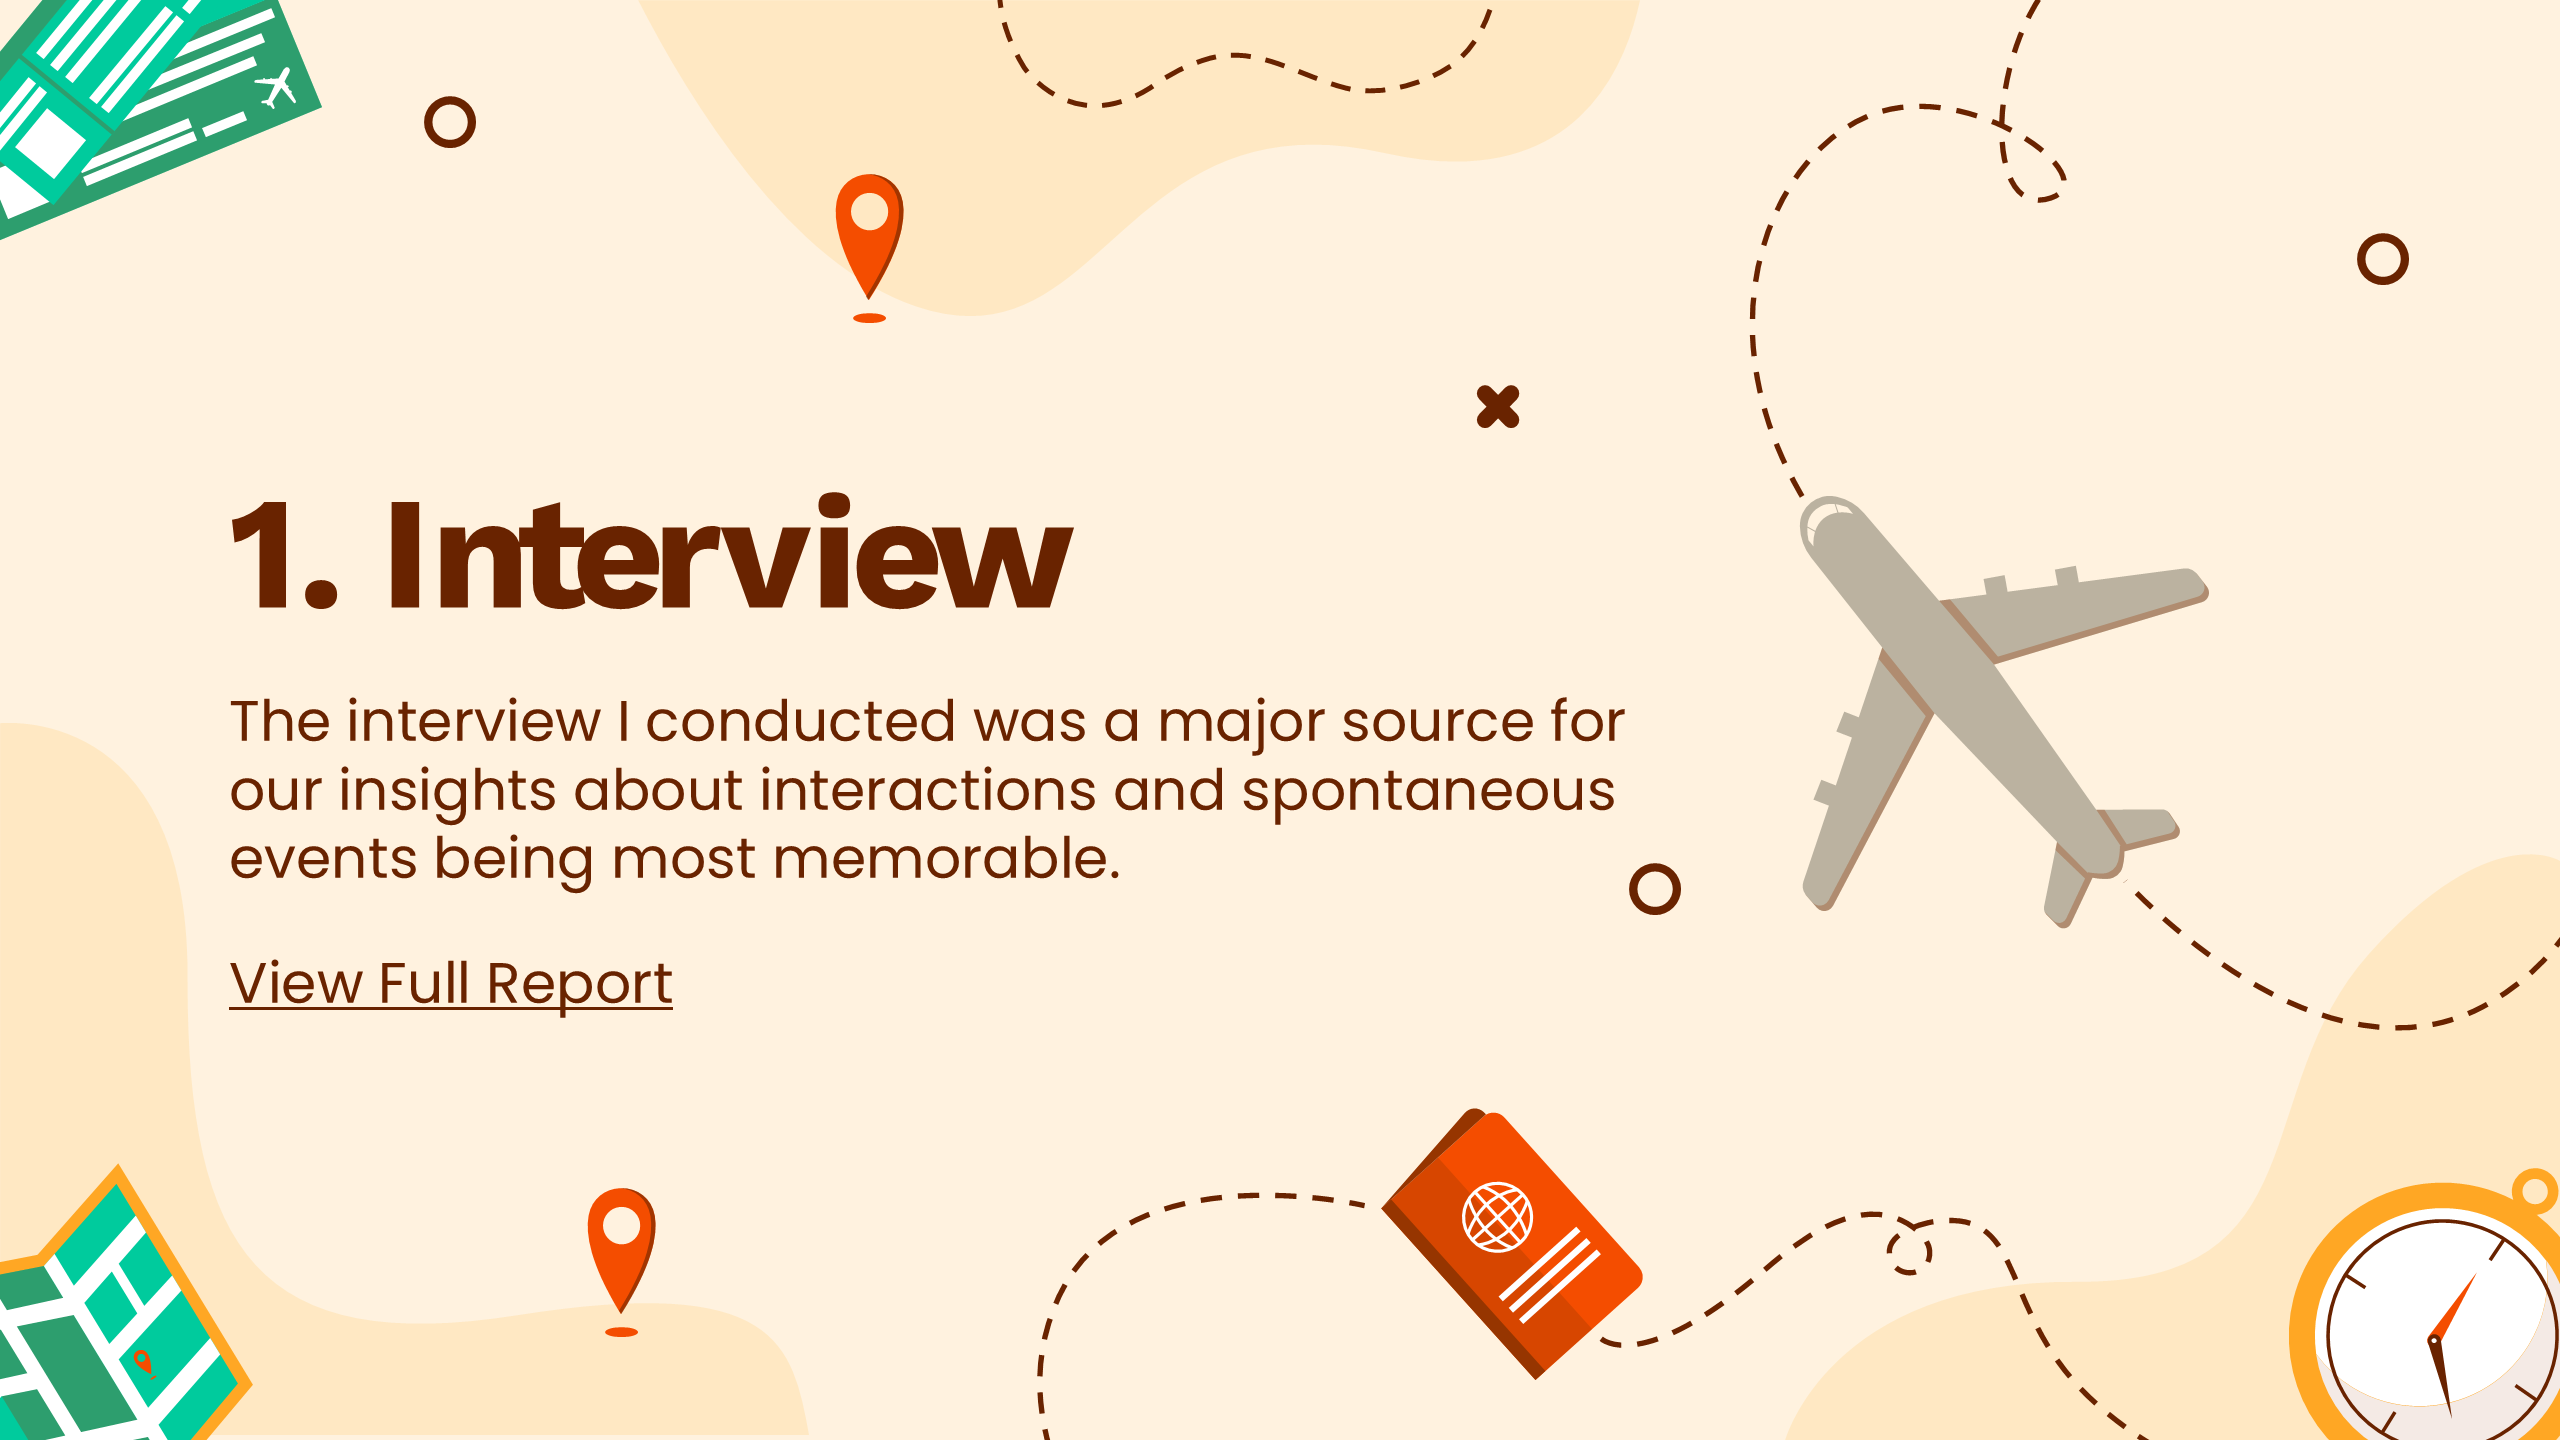 1. Interview
The interview I conducted was a major source for
our insights about interactions and spontaneous
events being most memorable.
View Full Report